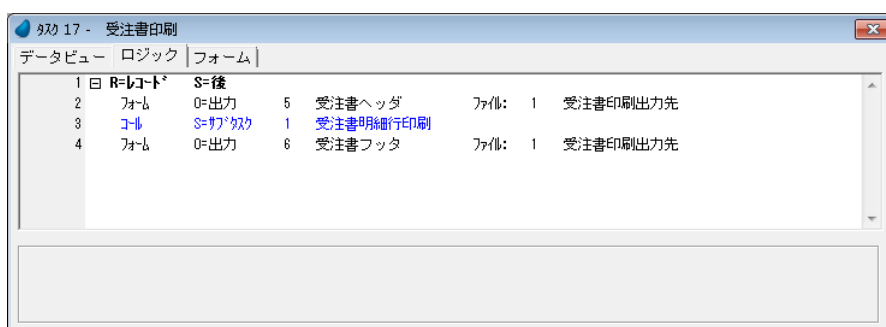 ﾀｽｸ 17 - 受注書印刷
データビュー ロジック フォーム
1 R=ﾚｺｰﾄﾞ S=後
2 ﾌｫｰﾑ O=出力 5 受注書ヘッダ ﾌｧｲﾙ: 1 受注書印刷出力先
3 ｺｰﾙ S=ｻﾌﾞﾀｽｸ 1 受注書明細行印刷
4 ﾌｫｰﾑ O=出力 6 受注書フッタ ﾌｧｲﾙ: 1 受注書印刷出力先